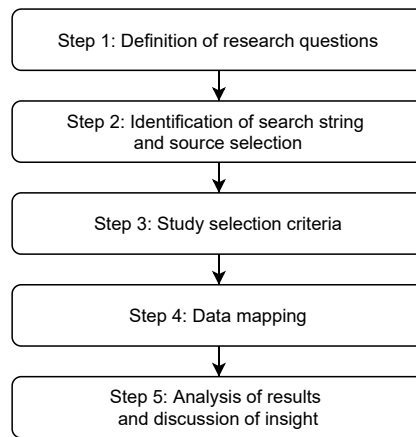 Step 1: Definition of research questions
Step 2: Identification of search string
and source selection
Step 3: Study selection criteria
Step 4: Data mapping
Step 5: Analysis of results
and discussion of insight